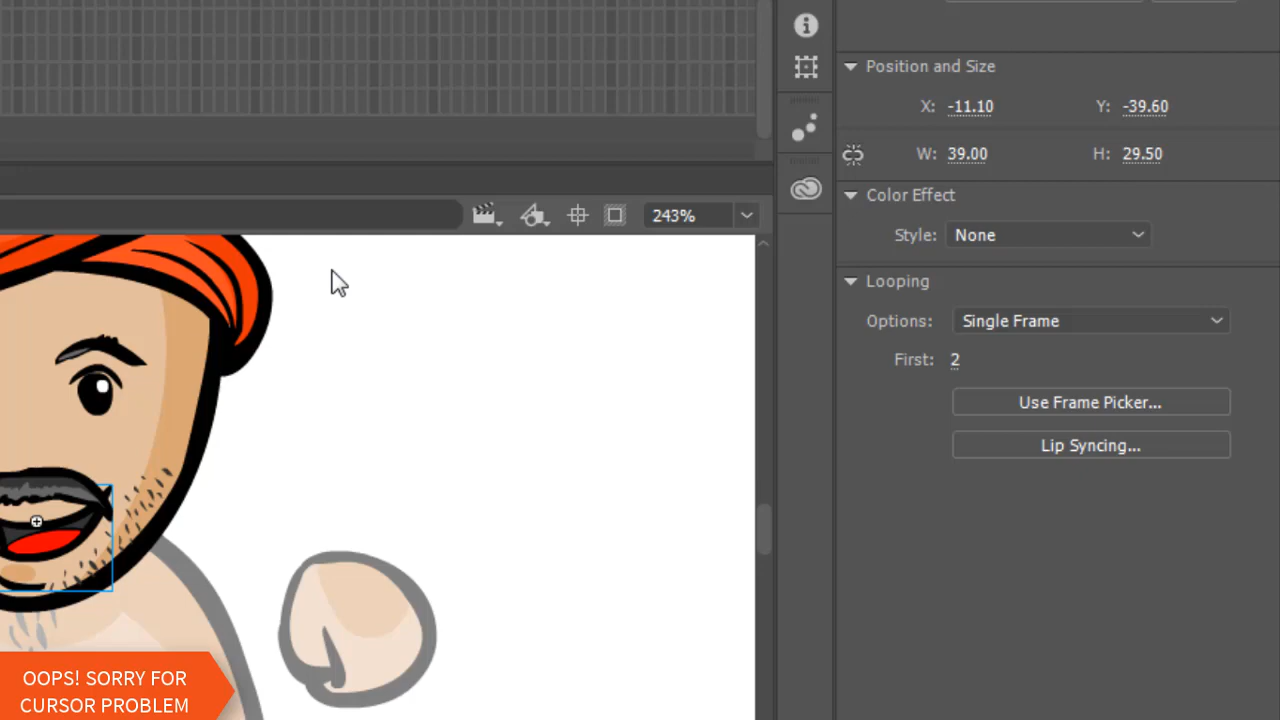 Position and Size
X: -11.10 Y: -39.60
W: 39.00 H: 29.50
Color Effect
243%
Style: None
Looping
Options: Single Frame
First: 2
Use Frame Picker...
Lip Syncing...
OOPS! SORRY FOR
CURSOR PROBLEM